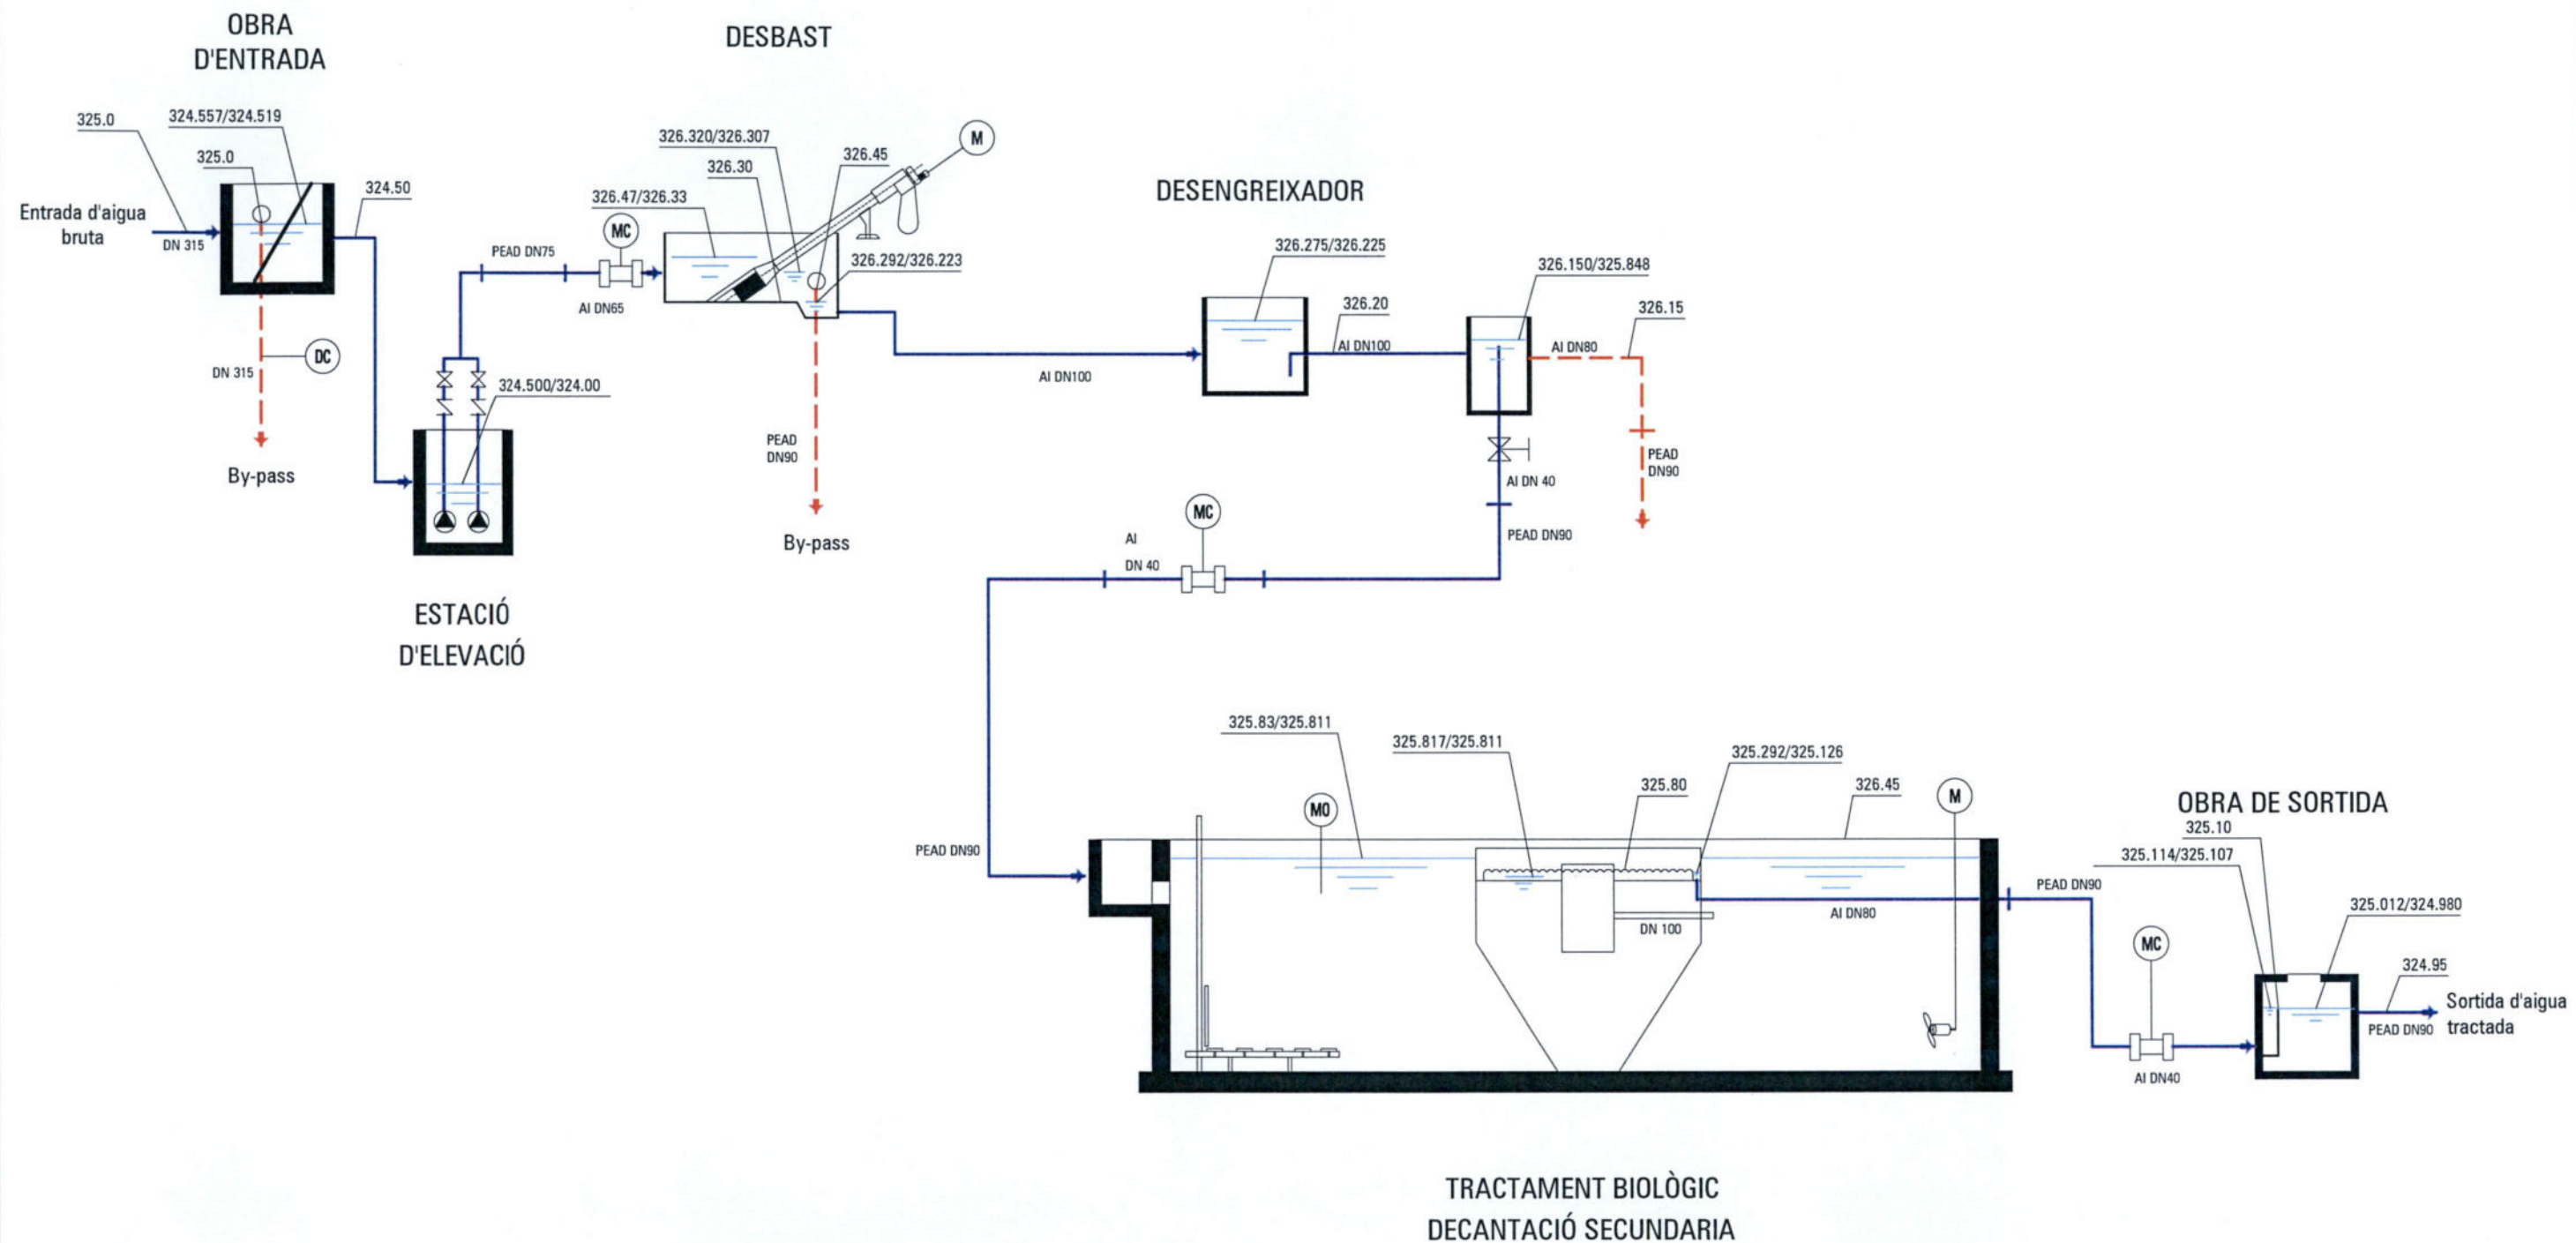 OBRA
D'ENTRADA
DESBAST
325.0
324.557/324.519
325.0
324.50
Entrada d'aigua
bruta
DN 315
DN 315
DC
By-pass
324.500/324.00
ESTACIÓ
D'ELEVACIÓ
PEAD DN75
MC
AI DN65
326.47/326.33
326.320/326.307
326.30
326.45
M
326.292/326.223
PEAD
DN90
By-pass
AI DN100
DESENGREIXADOR
326.275/326.225
326.20
AI DN100
326.150/325.848
326.15
AI DN80
PEAD
DN90
AI DN 40
PEAD DN90
MC
AI
DN 40
PEAD DN90
325.83/325.811
325.817/325.811
325.292/325.126
325.80
326.45
MO
M
DN 100
AI DN80
PEAD DN90
OBRA DE SORTIDA
325.10
325.114/325.107
325.012/324.980
324.95
MC
AI DN40
PEAD DN90
Sortida d'aigua
tractada
TRACTAMENT BIOLÒGIC
DECANTACIÓ SECUNDARIA